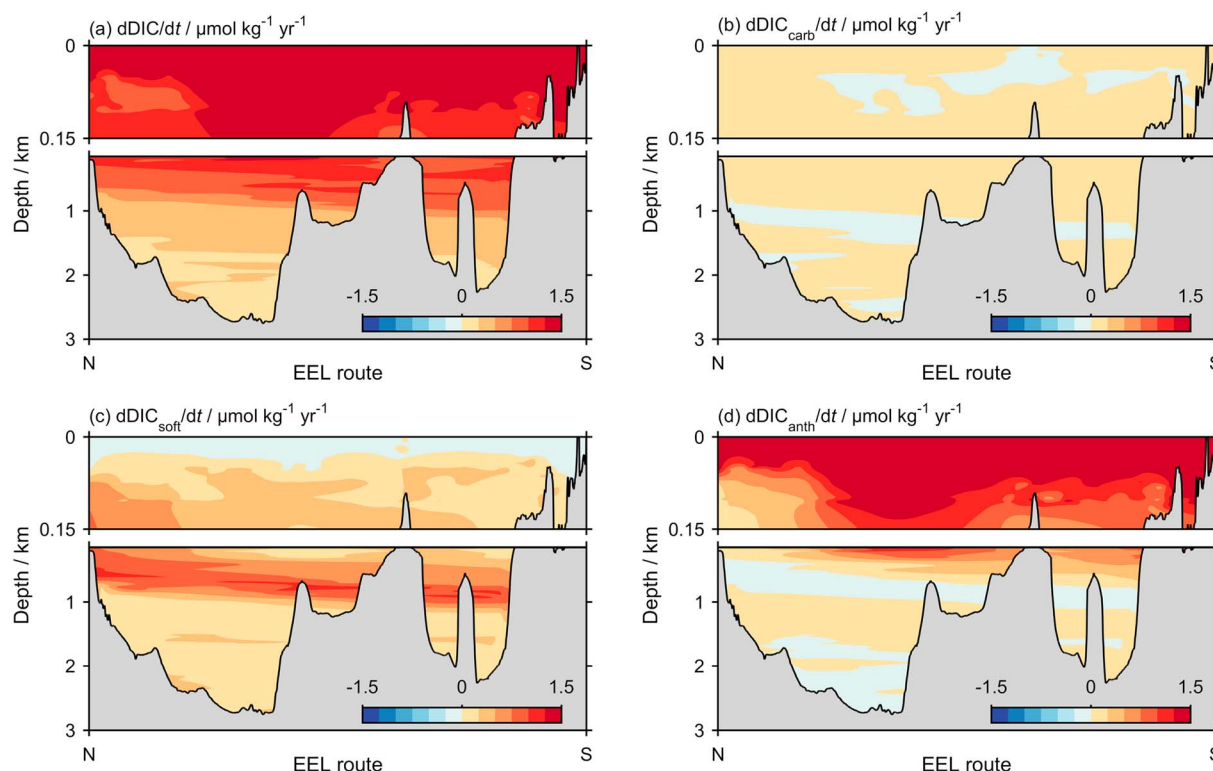 (a) dDIC/dt / µmol kg⁻¹ yr⁻¹
0
0.15
1
2
3
Depth / km
-1.5 0 1.5
N S
EEL route
(b) dDIC_carb/dt / µmol kg⁻¹ yr⁻¹
0
0.15
1
2
3
Depth / km
-1.5 0 1.5
N S
EEL route
(c) dDIC_soft/dt / µmol kg⁻¹ yr⁻¹
0
0.15
1
2
3
Depth / km
-1.5 0 1.5
N S
EEL route
(d) dDIC_anth/dt / µmol kg⁻¹ yr⁻¹
0
0.15
1
2
3
Depth / km
-1.5 0 1.5
N S
EEL route